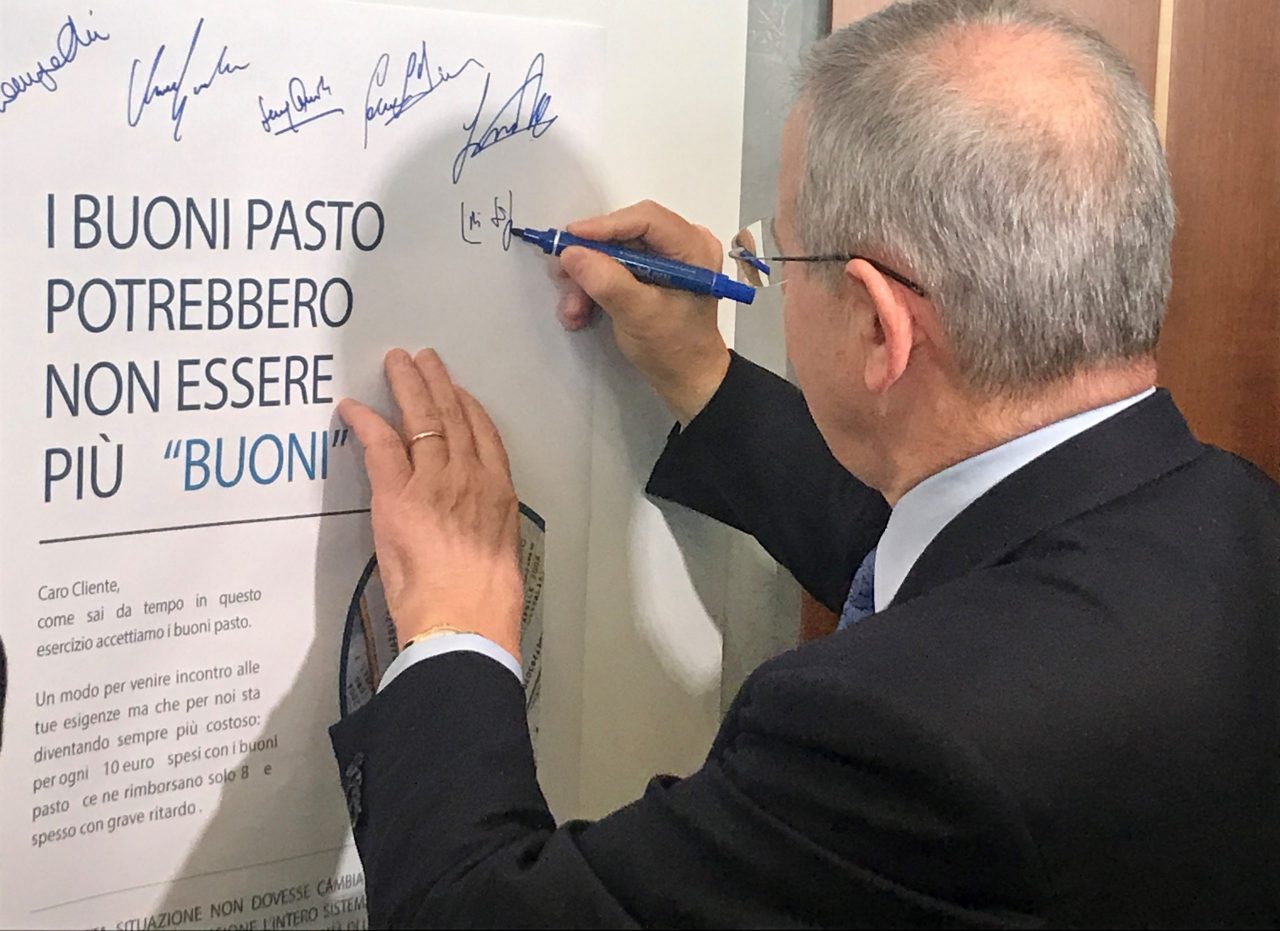 I BUONI PASTO
POTREBBERO
NON ESSERE
PIÙ "BUONI"
Caro Cliente,
come sai da tempo in questo
esercizio accettiamo i buoni pasto.
Un modo per venire incontro alle
tue esigenze ma che per noi sta
diventando sempre più costoso:
per ogni 10 euro spesi con i buoni
pasto ce ne rimborsano solo 8 e
spesso con grave ritardo.
SITUAZIONE NON DOVESSE
L'INTERO